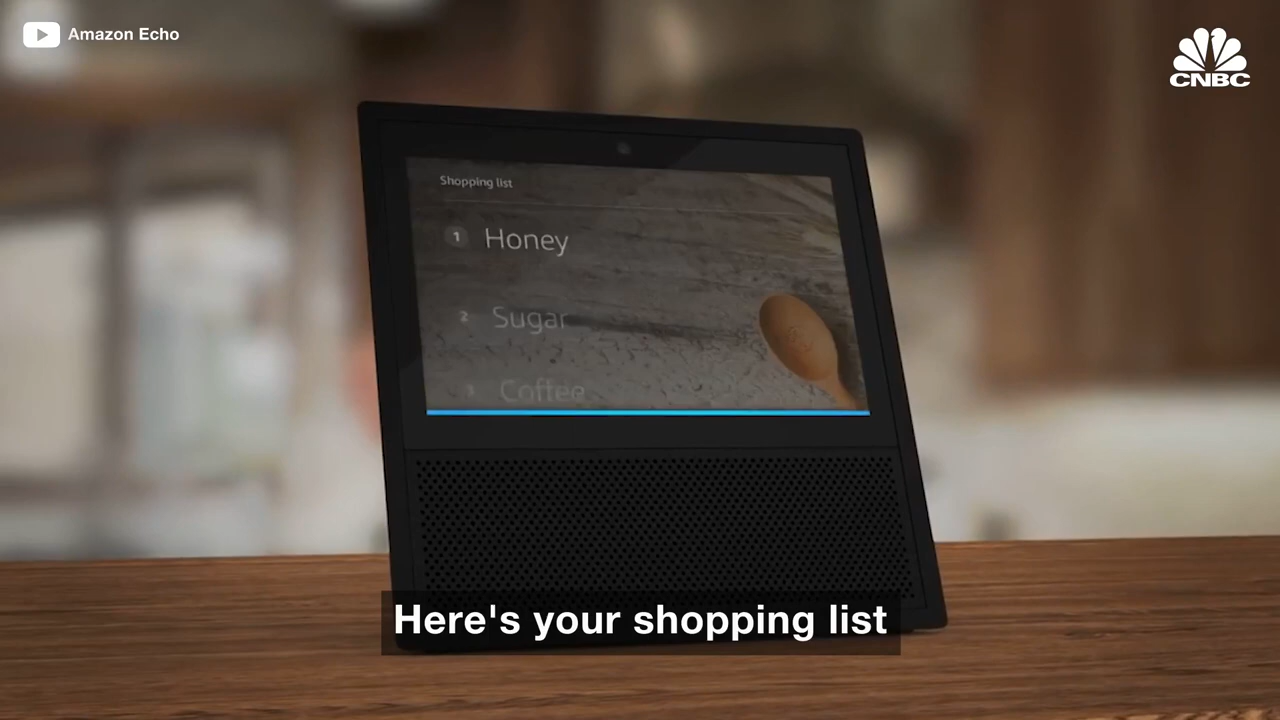 Amazon Echo
CNBC
Shopping list
1 Honey
2 Sugar
3 Coffee
Here's your shopping list